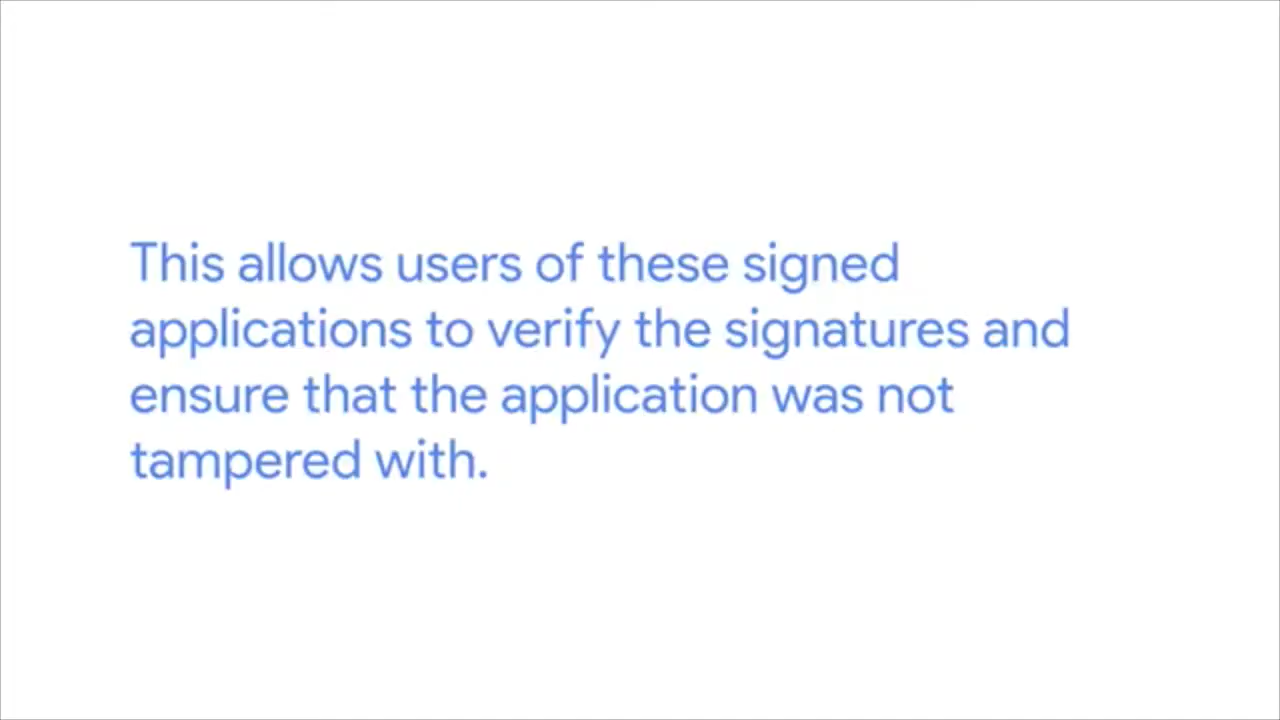 This allows users of these signed
applications to verify the signatures and
ensure that the application was not
tampered with.